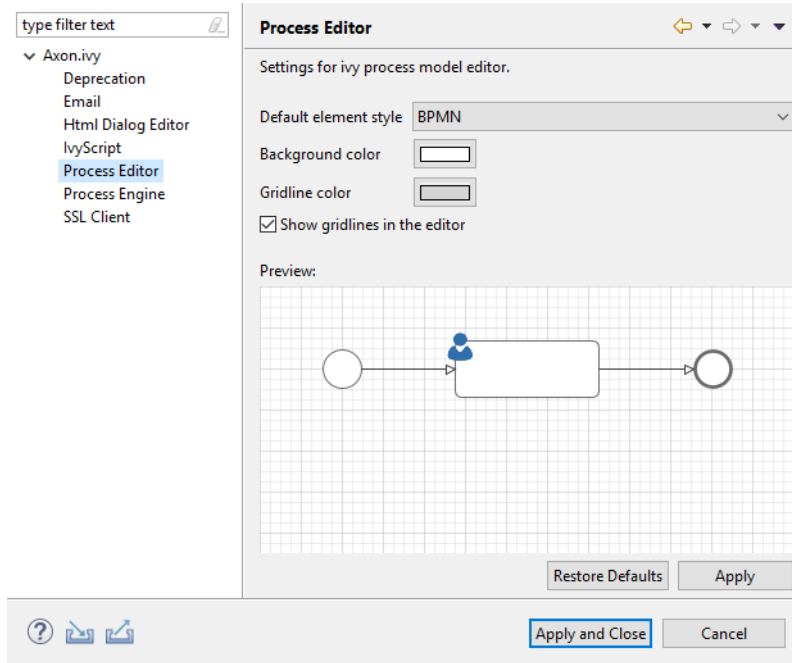 type filter text
Axon.ivy
Deprecation
Email
Html Dialog Editor
IvyScript
Process Editor
Process Engine
SSL Client
Process Editor
Settings for ivy process model editor.
Default element style BPMN
Background color
Gridline color
Show gridlines in the editor
Preview:
Restore Defaults Apply
? Apply and Close Cancel